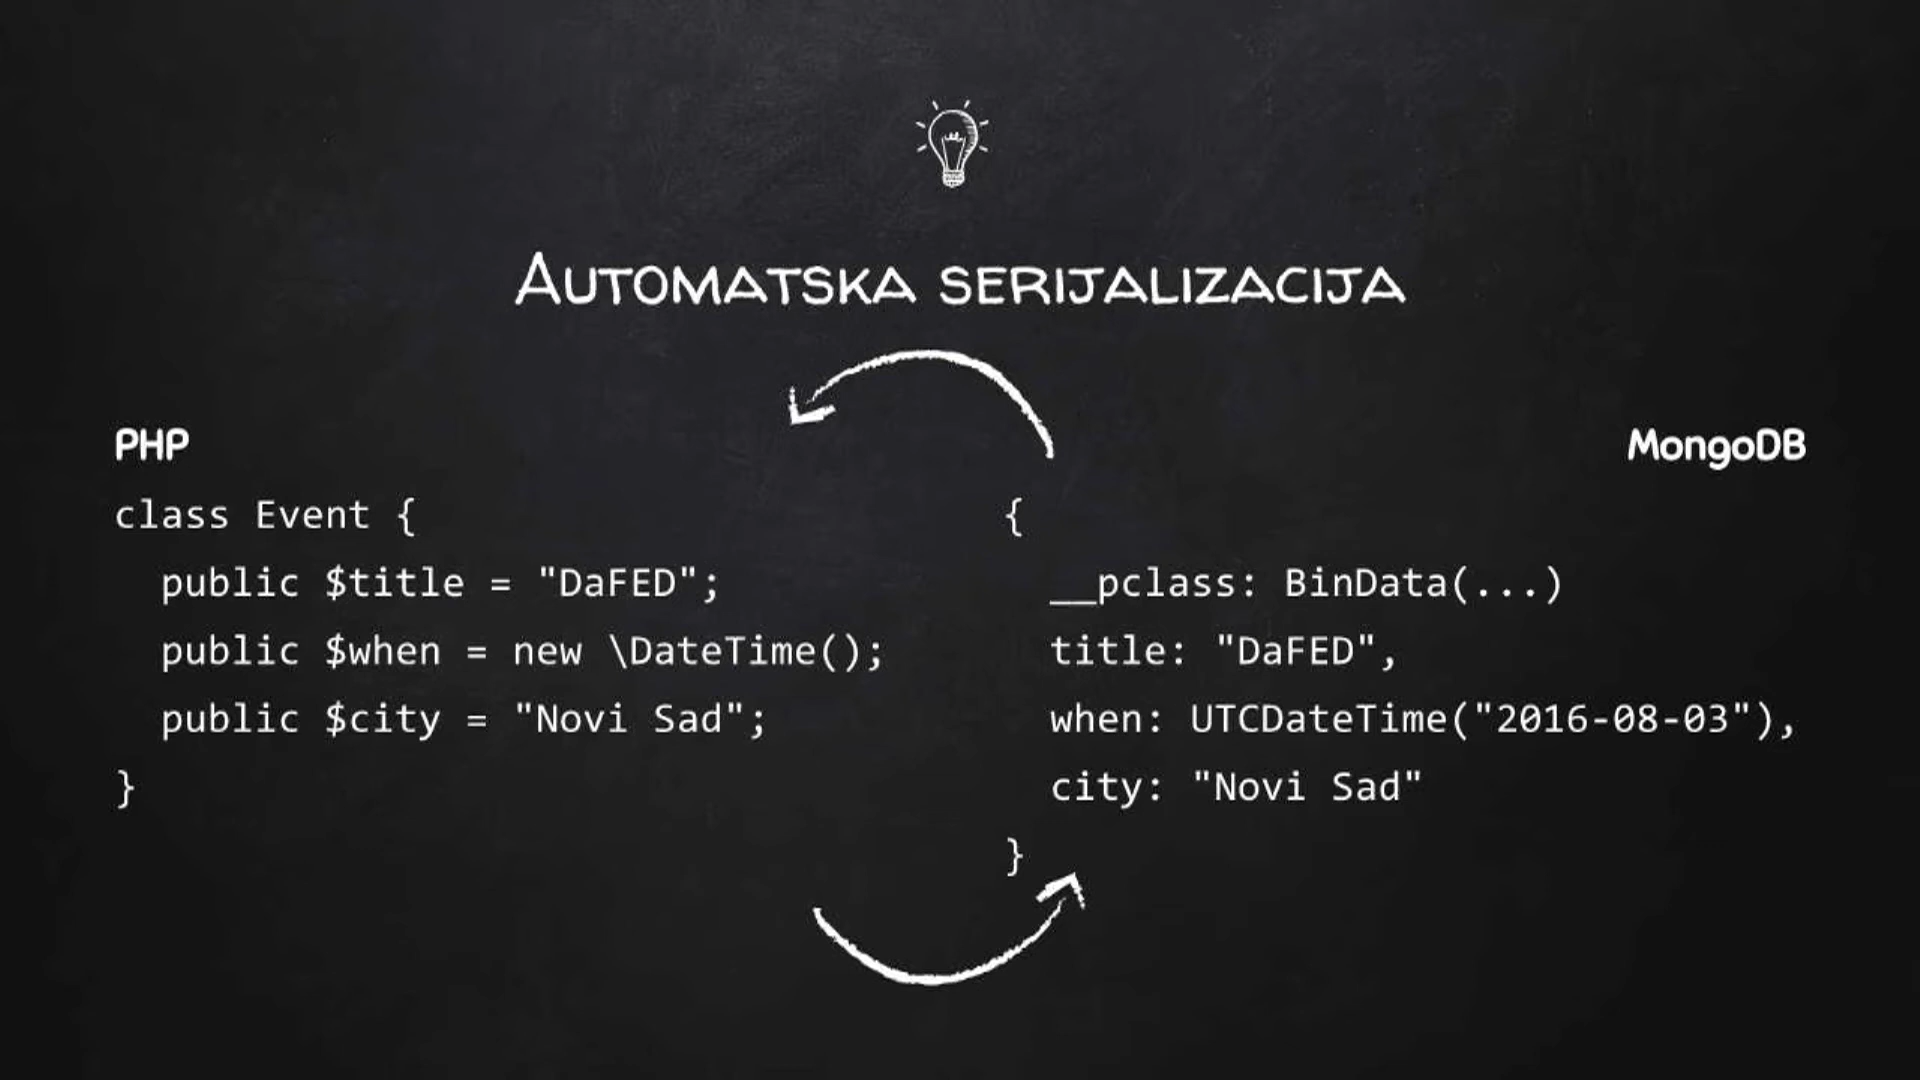 Automatska serijalizacija
PHP
class Event {
  public $title = "DaFED";
  public $when = new \DateTime();
  public $city = "Novi Sad";
}
MongoDB
{
  __pclass: BinData(...)
  title: "DaFED",
  when: UTCDateTime("2016-08-03"),
  city: "Novi Sad"
}